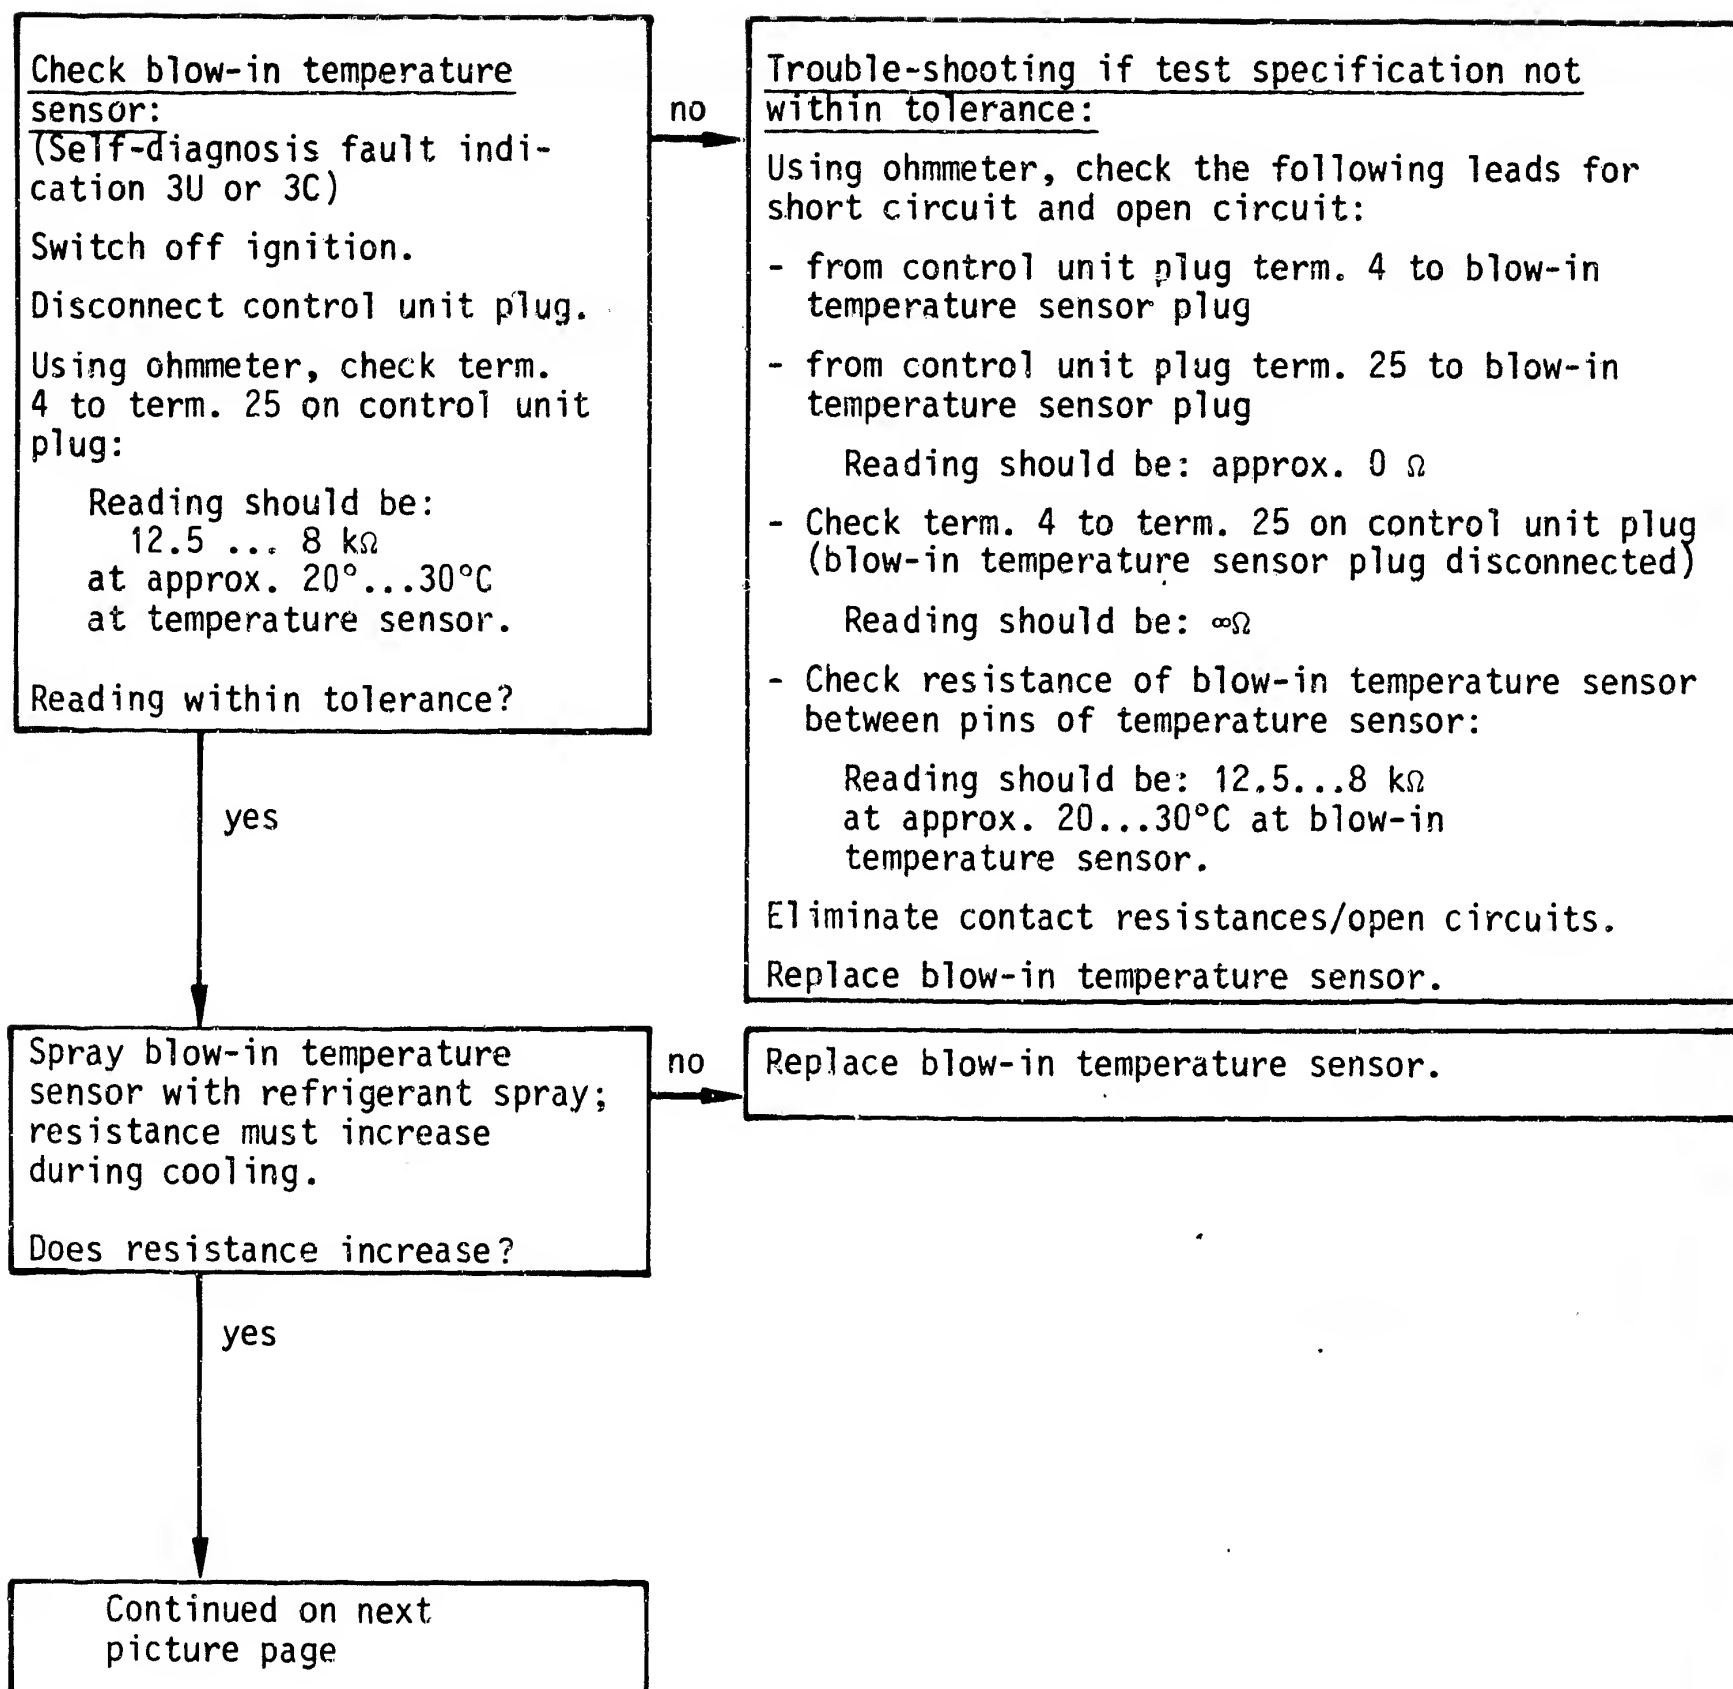 Check blow-in temperature
sensor:
(Self-diagnosis fault indi-
cation 3U or 3C)
Switch off ignition.
Disconnect control unit plug.
Using ohmmeter, check term.
4 to term. 25 on control unit
plug:
Reading should be:
12.5 ... 8 kΩ
at approx. 20°...30°C
at temperature sensor.
Reading within tolerance?
no
Trouble-shooting if test specification not
within tolerance:
Using ohmmeter, check the following leads for
short circuit and open circuit:
- from control unit plug term. 4 to blow-in
temperature sensor plug
- from control unit plug term. 25 to blow-in
temperature sensor plug
Reading should be: approx. 0 Ω
- Check term. 4 to term. 25 on control unit plug
(blow-in temperature sensor plug disconnected)
Reading should be: ∞Ω
- Check resistance of blow-in temperature sensor
between pins of temperature sensor:
Reading should be: 12.5...8 kΩ
at approx. 20...30°C at blow-in
temperature sensor.
Eliminate contact resistances/open circuits.
Replace blow-in temperature sensor.
yes
Spray blow-in temperature
sensor with refrigerant spray;
resistance must increase
during cooling.
Does resistance increase?
no
Replace blow-in temperature sensor.
yes
Continued on next
picture page